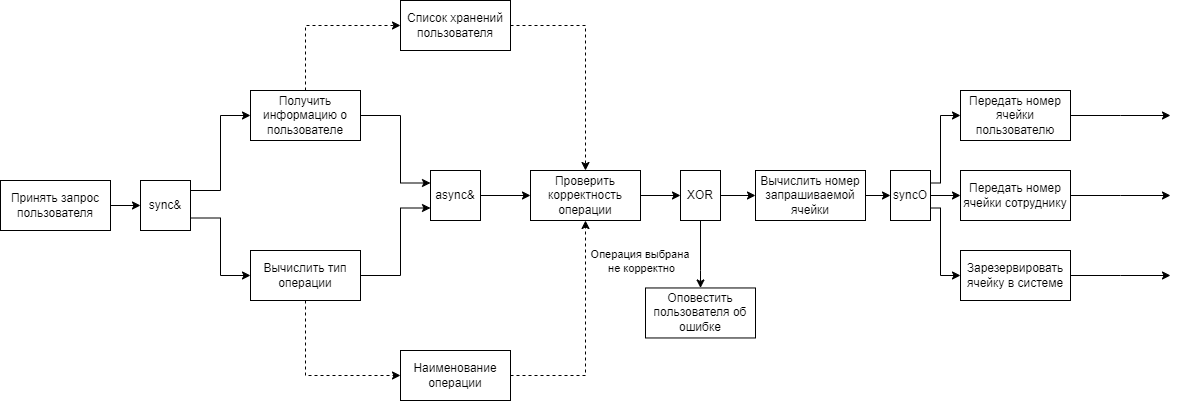 Список хранений
пользователя
Получить
информацию о
пользователе
Передать номер
ячейки
пользователю
Принять запрос
пользователя
sync&
async&
Проверить
корректность
операции
XOR
Вычислить номер
запрашиваемой
ячейки
syncO
Передать номер
ячейки сотруднику
Вычислить тип
операции
Операция выбрана
не корректно
Зарезервировать
ячейку в системе
Оповестить
пользователя об
ошибке
Наименование
операции